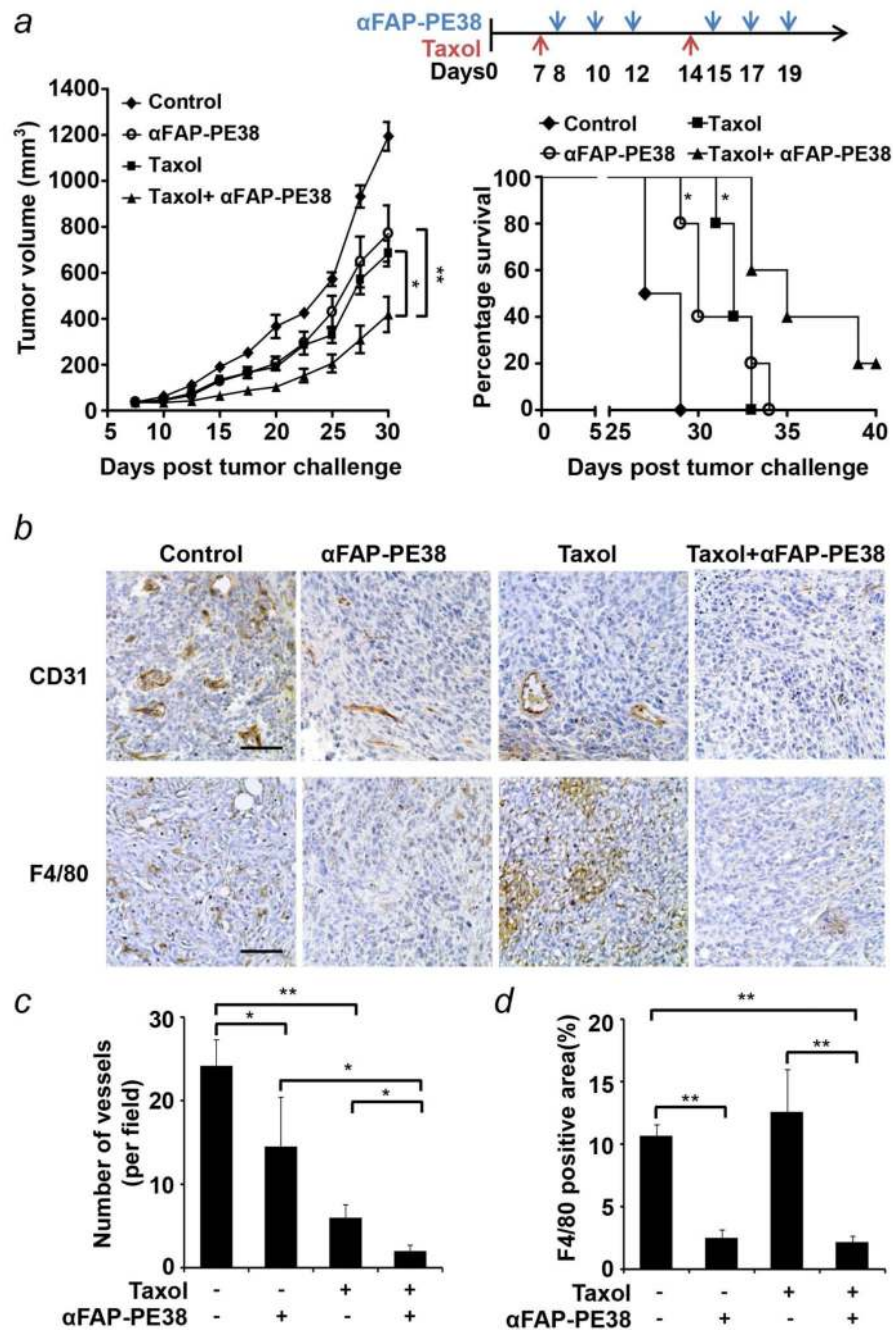 a
αFAP-PE38
Taxol
Days0 7 8 10 12 14 15 17 19
1400
1200
1000
800
600
400
200
0
Tumor volume (mm³)
Control
αFAP-PE38
Taxol
Taxol+ αFAP-PE38
*
**
5 10 15 20 25 30
Days post tumor challenge
Control Taxol
αFAP-PE38 Taxol+ αFAP-PE38
100
80
60
40
20
0
Percentage survival
* *
0 5 25 30 35 40
Days post tumor challenge
b
Control αFAP-PE38 Taxol Taxol+αFAP-PE38
CD31
F4/80
c
30
20
10
0
Number of vessels
(per field)
**
*
*
*
Taxol - - + +
αFAP-PE38 - + - +
d
20
15
10
5
0
F4/80 positive area(%)
**
**
**
Taxol - - + +
αFAP-PE38 - + - +